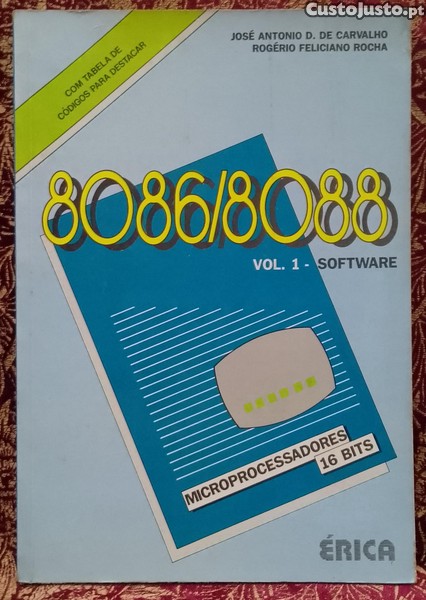 CustoJusto.pt
JOSÉ ANTONIO D. DE CARVALHO
ROGÉRIO FELICIANO ROCHA
COM TABELA DE
CÓDIGOS PARA DESTACAR
8086/8088
VOL. 1 - SOFTWARE
MICROPROCESSADORES
16 BITS
ÉRICA